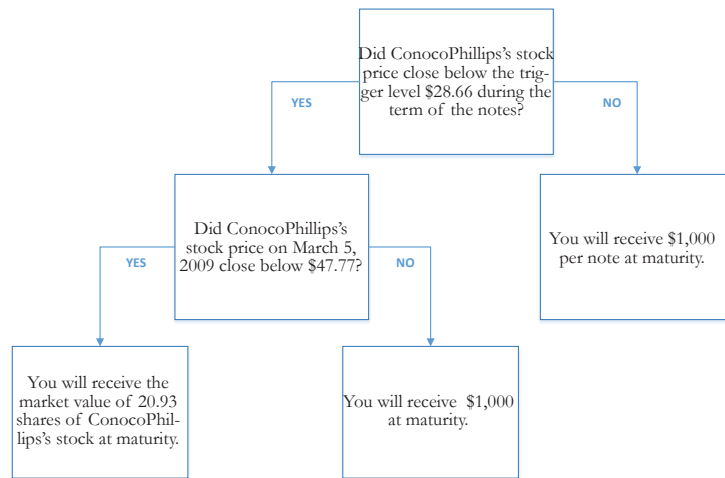 Did ConocoPhillips's stock
price close below the trig-
ger level $28.66 during the
term of the notes?
YES
NO
Did ConocoPhillips's
stock price on March 5,
2009 close below $47.77?
You will receive $1,000
per note at maturity.
YES
NO
You will receive the
market value of 20.93
shares of ConocoPhil-
lips's stock at maturity.
You will receive $1,000
at maturity.